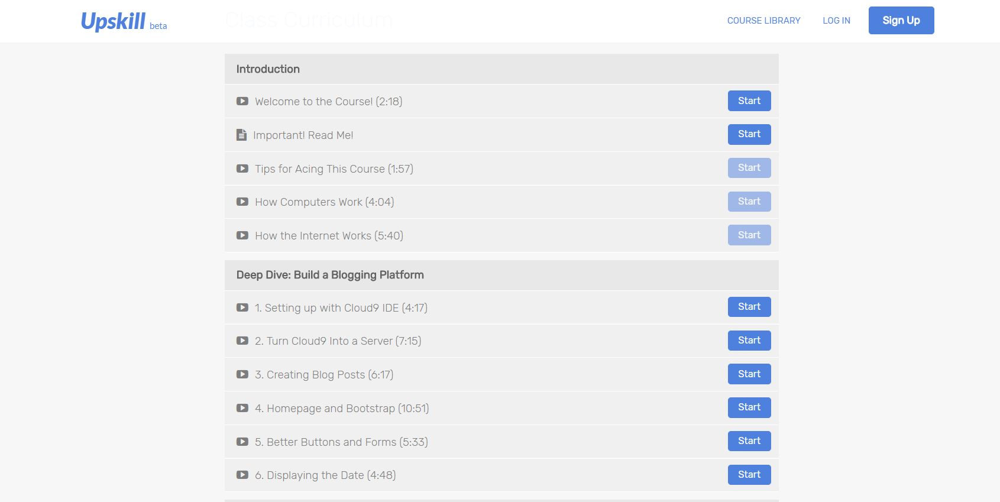 Upskill beta
Class Curriculum
COURSE LIBRARY
LOG IN
Sign Up
Introduction
Welcome to the Course! (2:18)
Start
Important! Read Me!
Start
Tips for Acing This Course (1:57)
Start
How Computers Work (4:04)
Start
How the Internet Works (5:40)
Start
Deep Dive: Build a Blogging Platform
1. Setting up with Cloud9 IDE (4:17)
Start
2. Turn Cloud9 Into a Server (7:15)
Start
3. Creating Blog Posts (6:17)
Start
4. Homepage and Bootstrap (10:51)
Start
5. Better Buttons and Forms (5:33)
Start
6. Displaying the Date (4:48)
Start